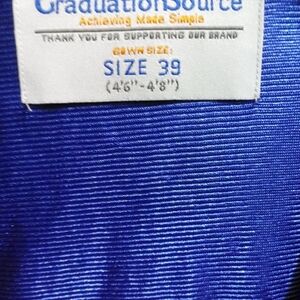 GraduationSource
Achieving Made Simple
THANK YOU FOR SUPPORTING OUR BRAND
GOWN SIZE:
SIZE 39
(4'6"-4'8")